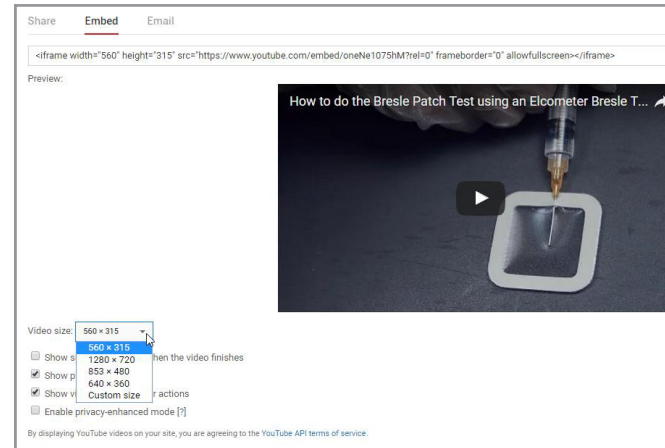 Share Embed Email
<iframe width="560" height="315" src="https://www.youtube.com/embed/oneNe1075hM?rel=0" frameborder="0" allowfullscreen></iframe>
Preview:
How to do the Bresle Patch Test using an Elcometer Bresle T...
Video size: 560 × 315
560 × 315
1280 × 720
853 × 480
640 × 360
Custom size
Show s hen the video finishes
Show p
Show v r actions
Enable privacy-enhanced mode [?]
By displaying YouTube videos on your site, you are agreeing to the YouTube API terms of service.